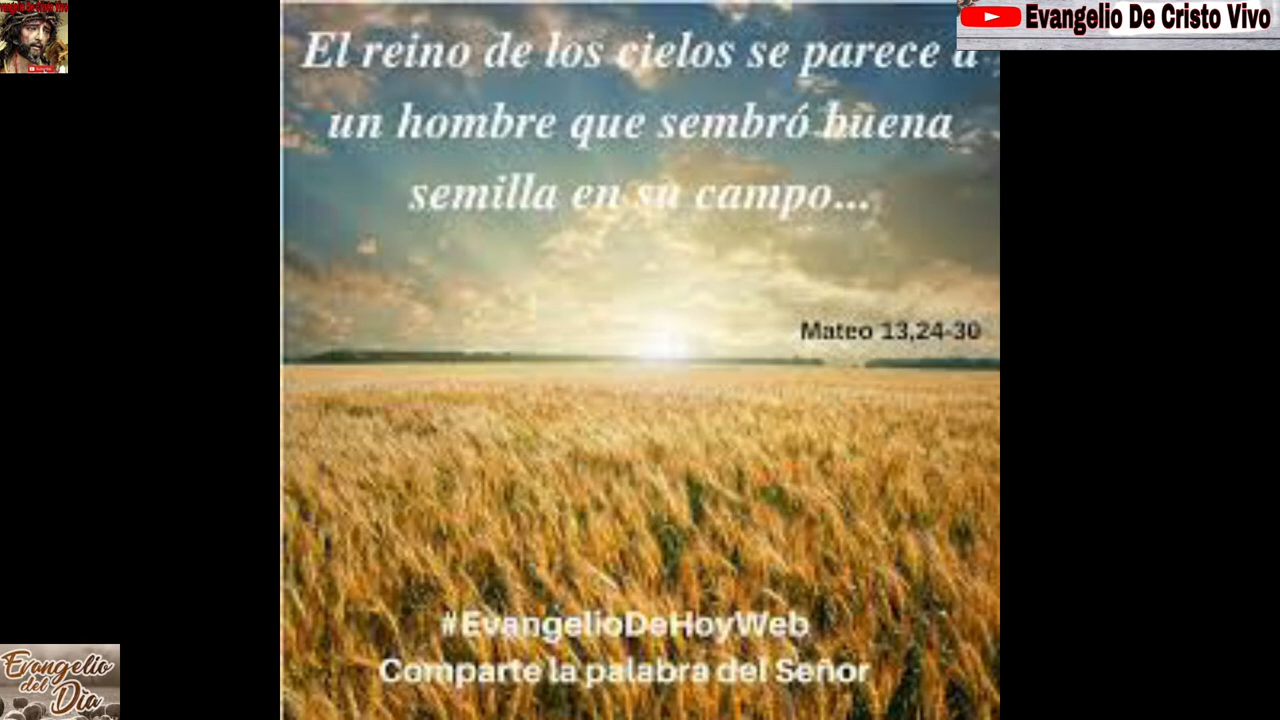 Evangelio De Cristo Vivo
El reino de los cielos se parece a
un hombre que sembró buena
semilla en su campo...
Mateo 13,24-30
#EvangelioDeHoyWeb
Comparte la palabra del Señor
Evangelio
del Día